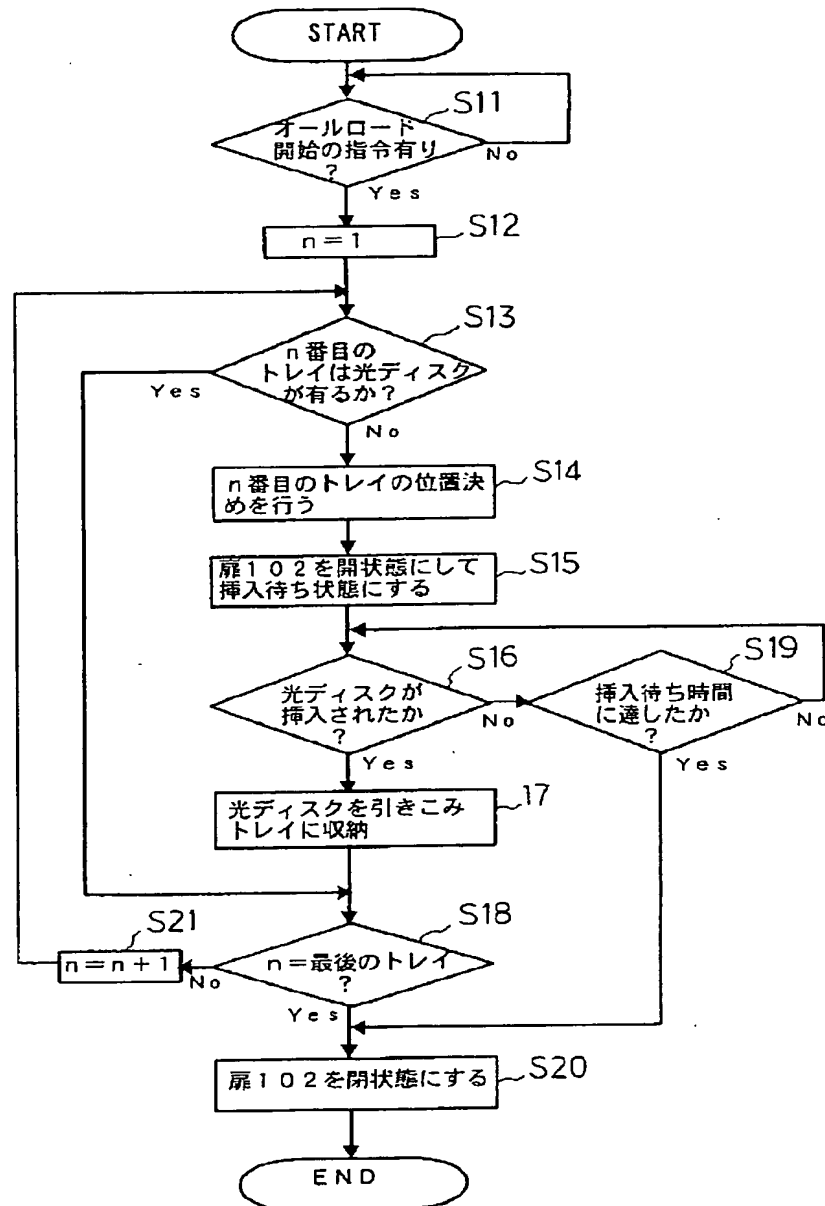 START
S11
オールロード
開始の指令有り
?
No
Yes
S12
n=1
S13
n番目の
トレイは光ディスク
が有るか?
Yes
No
S14
n番目のトレイの位置決
めを行う
S15
扉102を開状態にして
挿入待ち状態にする
S16
光ディスクが
挿入されたか
?
No
Yes
S19
挿入待ち時間
に達したか
?
No
Yes
17
光ディスクを引きこみ
トレイに収納
S18
n=最後のトレイ
?
No
Yes
S21
n=n+1
S20
扉102を閉状態にする
END